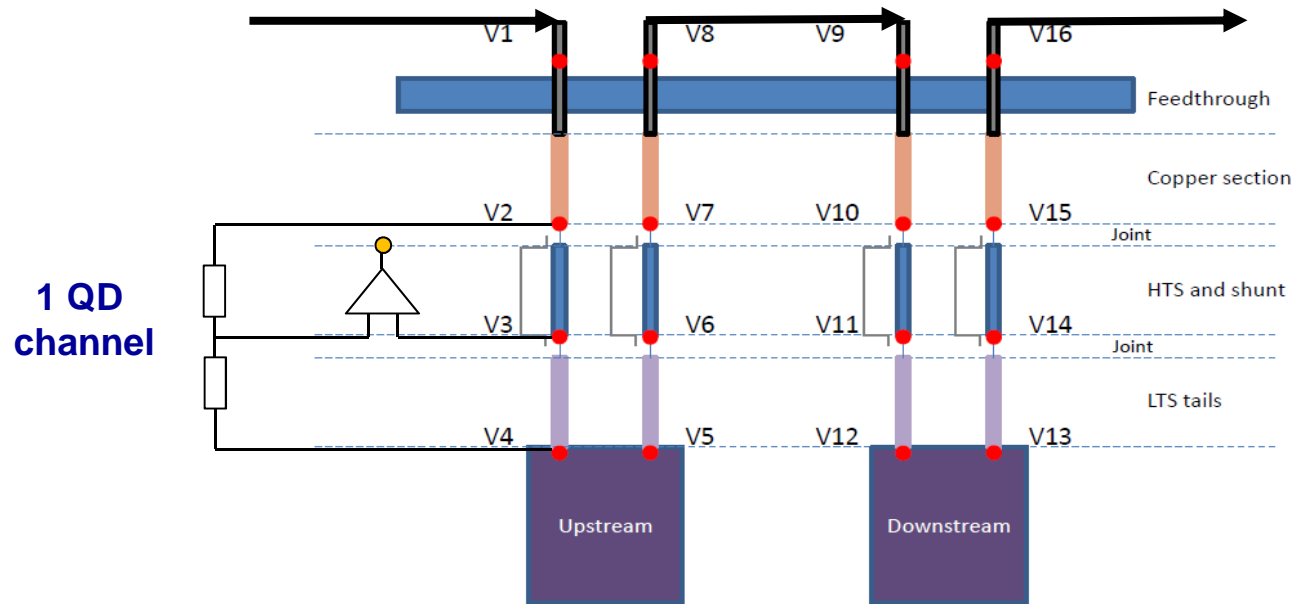 V1 V8 V9 V16
Feedthrough
Copper section
V2 V7 V10 V15
Joint
1 QD
channel
HTS and shunt
V3 V6 V11 V14
Joint
LTS tails
V4 V5 V12 V13
Upstream Downstream